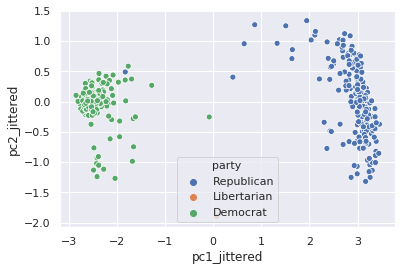 1.5
1.0
0.5
0.0
−0.5
−1.0
−1.5
−2.0
pc2_jittered
party
Republican
Libertarian
Democrat
−3 −2 −1 0 1 2 3
pc1_jittered